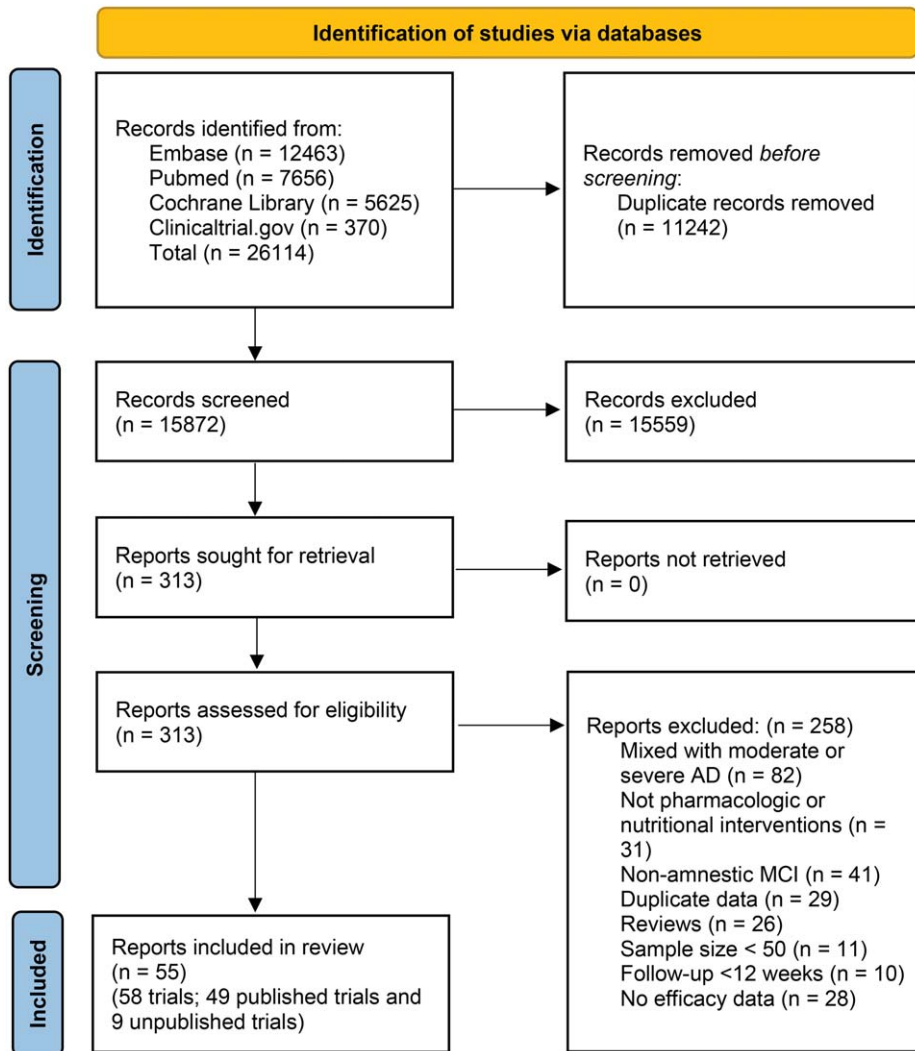 Identification of studies via databases
Identification
Records identified from:
Embase (n = 12463)
Pubmed (n = 7656)
Cochrane Library (n = 5625)
Clinicaltrial.gov (n = 370)
Total (n = 26114)
Records removed before
screening:
Duplicate records removed
(n = 11242)
Screening
Records screened
(n = 15872)
Records excluded
(n = 15559)
Reports sought for retrieval
(n = 313)
Reports not retrieved
(n = 0)
Reports assessed for eligibility
(n = 313)
Reports excluded: (n = 258)
Mixed with moderate or
severe AD (n = 82)
Not pharmacologic or
nutritional interventions (n =
31)
Non-amnestic MCI (n = 41)
Duplicate data (n = 29)
Reviews (n = 26)
Sample size < 50 (n = 11)
Follow-up <12 weeks (n = 10)
No efficacy data (n = 28)
Included
Reports included in review
(n = 55)
(58 trials; 49 published trials and
9 unpublished trials)